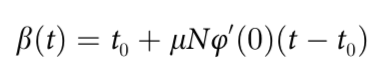 β(t) = t₀ + μNφ′(0)(t − t₀)